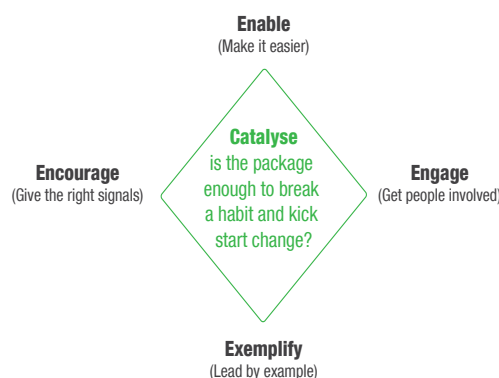 Enable
(Make it easier)
Catalyse
is the package
enough to break
a habit and kick
start change?
Encourage
(Give the right signals)
Engage
(Get people involved)
Exemplify
(Lead by example)